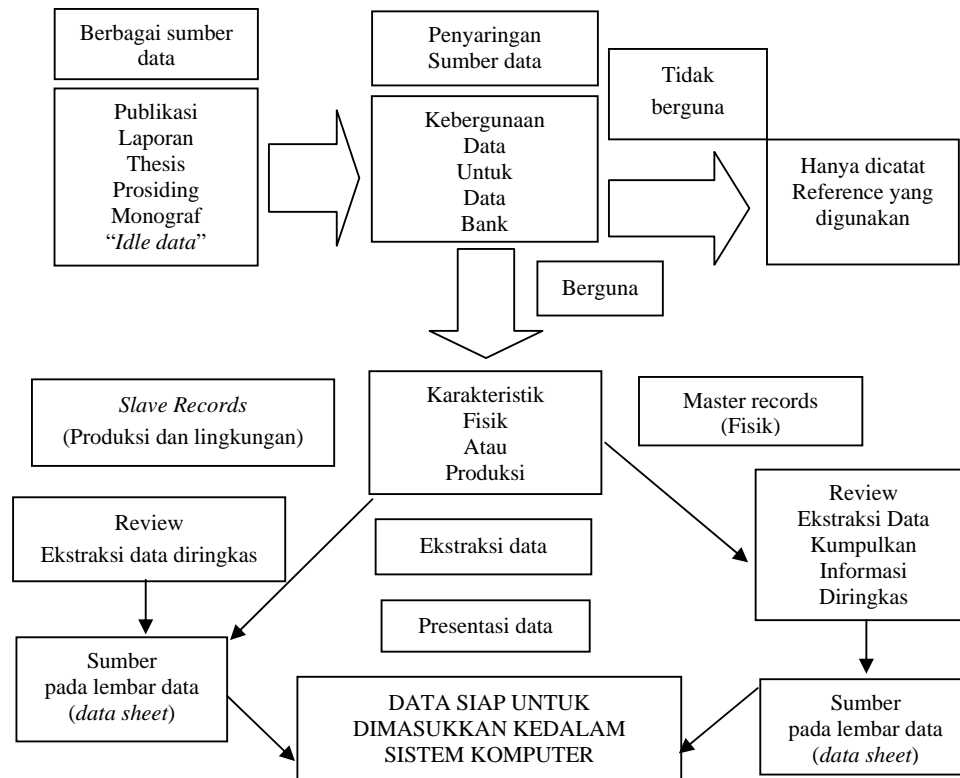 Berbagai sumber
data
Penyaringan
Sumber data
Tidak
berguna
Publikasi
Laporan
Thesis
Prosiding
Monograf
“Idle data”
Kebergunaan
Data
Untuk
Data
Bank
Hanya dicatat
Reference yang
digunakan
Berguna
Slave Records
(Produksi dan lingkungan)
Karakteristik
Fisik
Atau
Produksi
Master records
(Fisik)
Review
Ekstraksi data diringkas
Ekstraksi data
Review
Ekstraksi Data
Kumpulkan
Informasi
Diringkas
Presentasi data
Sumber
pada lembar data
(data sheet)
DATA SIAP UNTUK
DIMASUKKAN KEDALAM
SISTEM KOMPUTER
Sumber
pada lembar data
(data sheet)